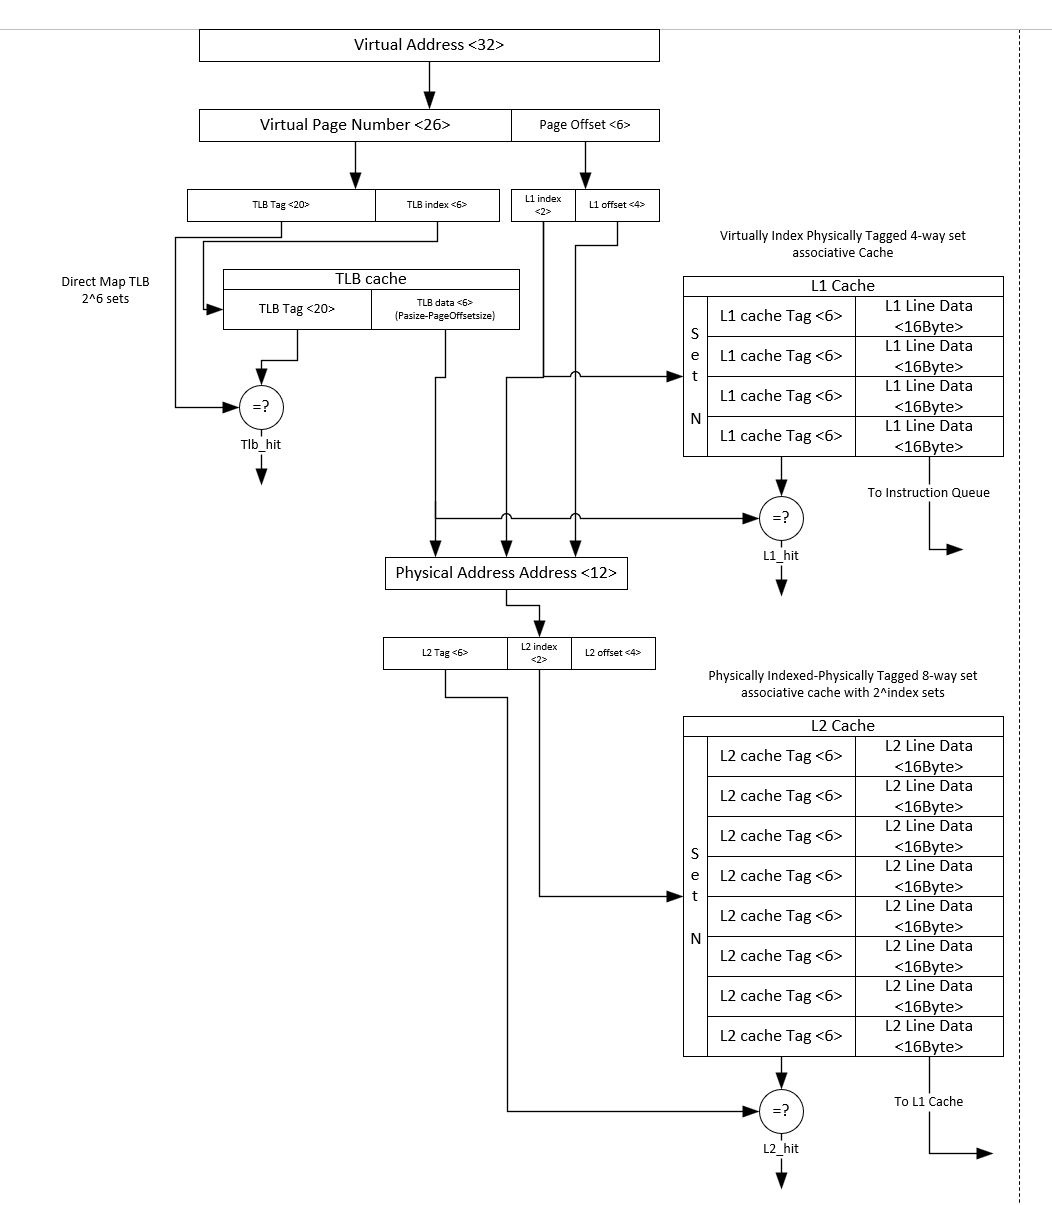 Virtual Address <32>
Virtual Page Number <26>
Page Offset <6>
TLB Tag <20>
TLB index <6>
L1 index
<2>
L1 offset <4>
Virtually Index Physically Tagged 4-way set
associative Cache
Direct Map TLB
2^6 sets
TLB cache
TLB Tag <20>
TLB data <6>
(Pasize-PageOffsetsize)
=?
Tlb_hit
L1 Cache
Set N
L1 cache Tag <6>
L1 Line Data
<16Byte>
L1 cache Tag <6>
L1 Line Data
<16Byte>
L1 cache Tag <6>
L1 Line Data
<16Byte>
L1 cache Tag <6>
L1 Line Data
<16Byte>
To Instruction Queue
=?
L1_hit
Physical Address Address <12>
L2 Tag <6>
L2 index
<2>
L2 offset <4>
Physically Indexed-Physically Tagged 8-way set
associative cache with 2^index sets
L2 Cache
Set N
L2 cache Tag <6>
L2 Line Data
<16Byte>
L2 cache Tag <6>
L2 Line Data
<16Byte>
L2 cache Tag <6>
L2 Line Data
<16Byte>
L2 cache Tag <6>
L2 Line Data
<16Byte>
L2 cache Tag <6>
L2 Line Data
<16Byte>
L2 cache Tag <6>
L2 Line Data
<16Byte>
L2 cache Tag <6>
L2 Line Data
<16Byte>
L2 cache Tag <6>
L2 Line Data
<16Byte>
To L1 Cache
=?
L2_hit